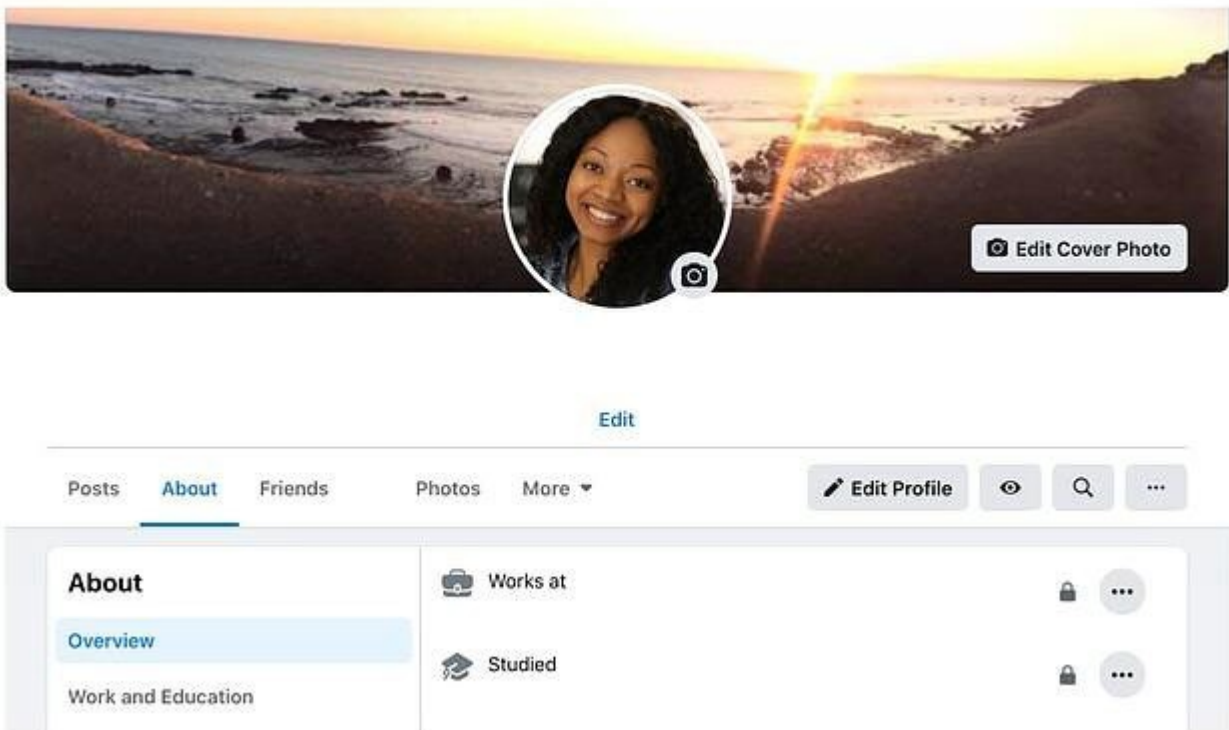 Edit Cover Photo
Edit
Posts About Friends Photos More Edit Profile
About
Overview
Work and Education
Works at
Studied